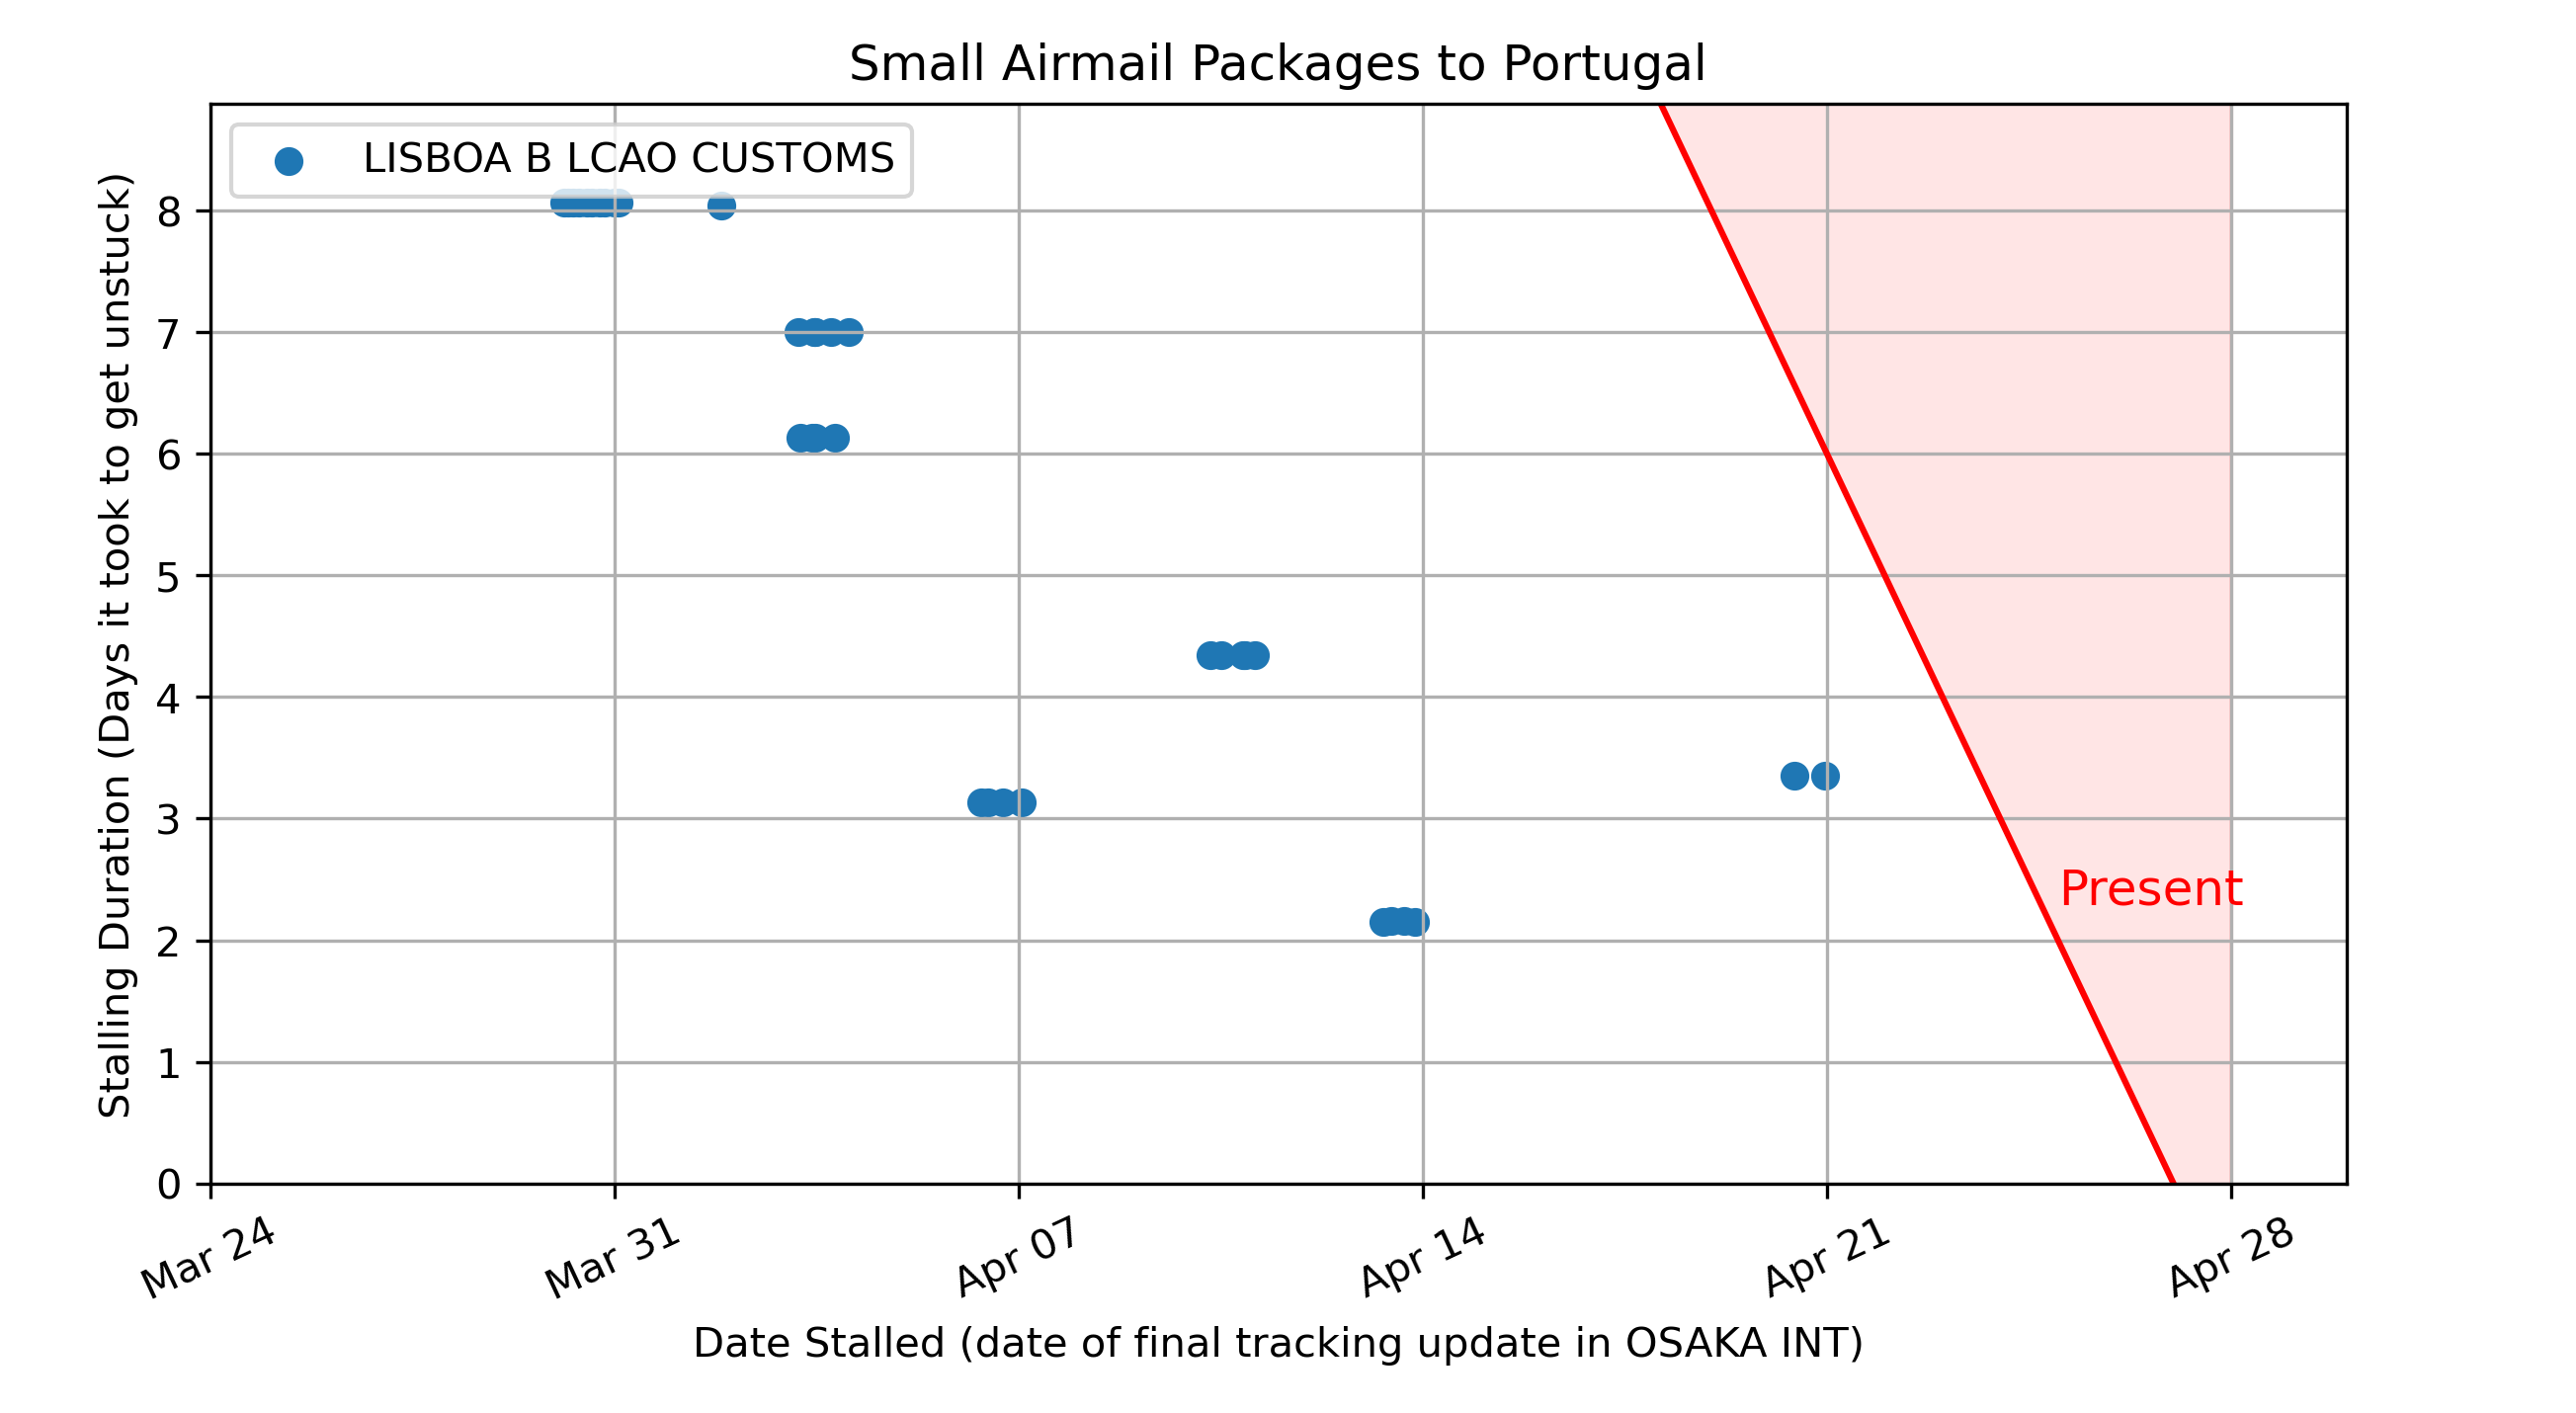 Small Airmail Packages to Portugal
LISBOA B LCAO CUSTOMS
Stalling Duration (Days it took to get unstuck)
8
7
6
5
4
3
2
1
0
Present
Mar 24
Mar 31
Apr 07
Apr 14
Apr 21
Apr 28
Date Stalled (date of final tracking update in OSAKA INT)